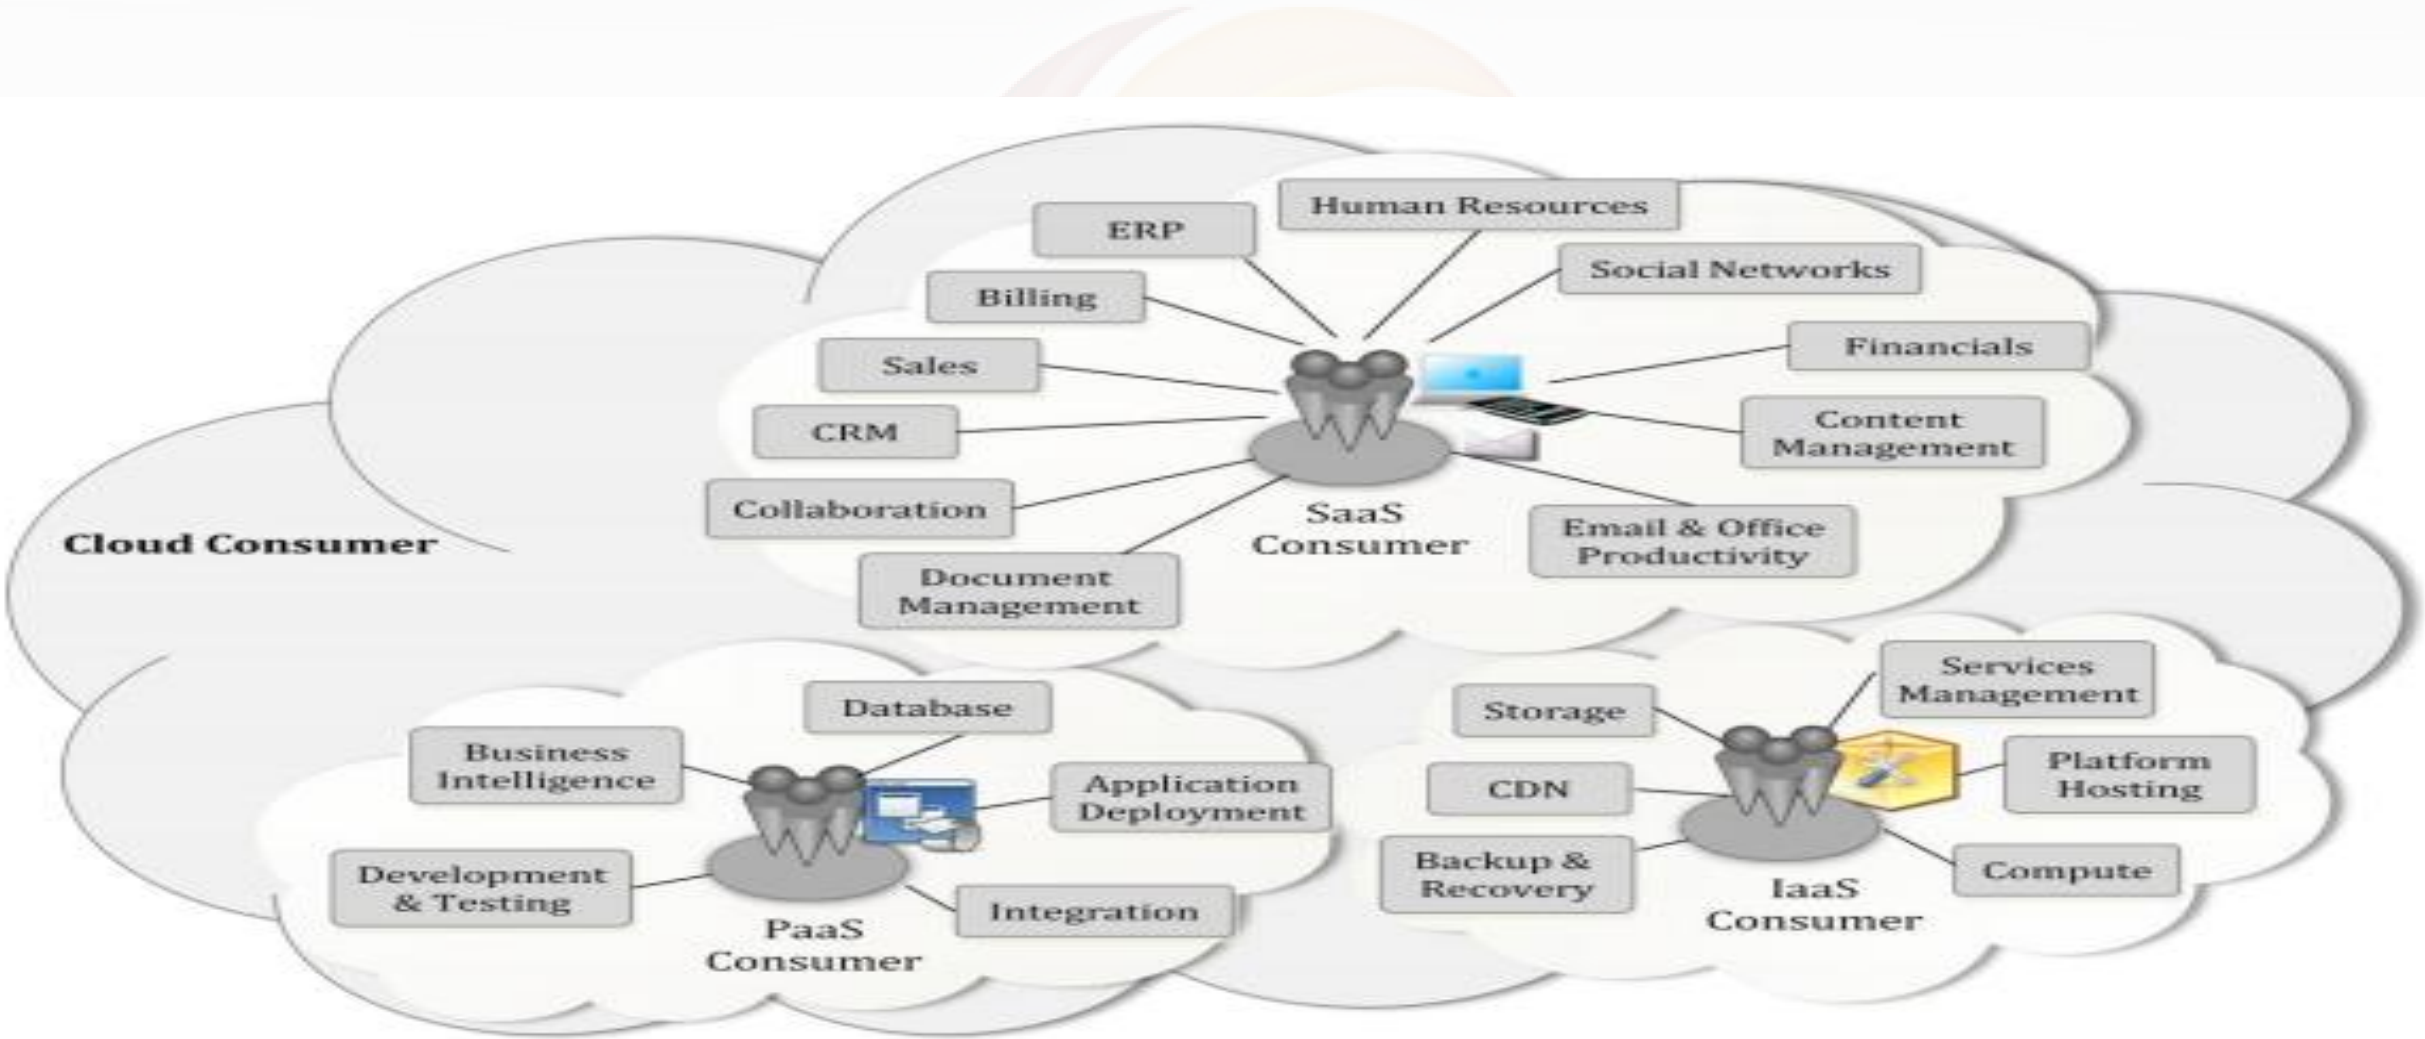 Human Resources
ERP
Social Networks
Billing
Financials
Sales
Content
Management
CRM
Collaboration
SaaS
Consumer
Email & Office
Productivity
Cloud Consumer
Document
Management
Database
Business
Intelligence
Application
Deployment
Development
& Testing
Integration
PaaS
Consumer
Services
Management
Storage
Platform
Hosting
CDN
Backup &
Recovery
Compute
IaaS
Consumer